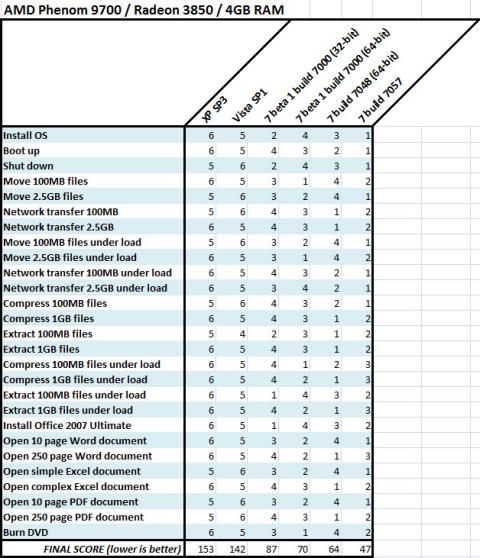 AMD Phenom 9700 / Radeon 3850 / 4GB RAM
XP SP3 Vista SP1 7 beta 1 build 7000 (32-bit) 7 beta 1 build 7000 (64-bit) 7 build 7048 (64-bit) 7 build 7057
Install OS 6 5 2 4 3 1
Boot up 6 5 4 3 2 1
Shut down 5 6 2 4 3 1
Move 100MB files 6 5 3 1 4 2
Move 2.5GB files 6 5 3 2 4 1
Network transfer 100MB 5 6 4 3 1 2
Network transfer 2.5GB 6 5 4 3 1 2
Move 100MB files under load 5 6 3 2 4 1
Move 2.5GB files under load 6 5 3 1 4 2
Network transfer 100MB under load 6 5 4 3 2 1
Network transfer 2.5GB under load 6 5 3 4 2 1
Compress 100MB files 5 6 4 3 2 1
Compress 1GB files 6 5 4 3 1 2
Extract 100MB files 5 4 2 3 1 2
Extract 1GB files 6 5 4 3 1 2
Compress 100MB files under load 6 5 4 1 2 3
Compress 1GB files under load 6 5 4 2 1 3
Extract 100MB files under load 6 5 1 4 3 2
Extract 1GB files under load 6 5 4 2 1 3
Install Office 2007 Ultimate 6 5 1 4 3 2
Open 10 page Word document 6 5 3 2 4 1
Open 250 page Word document 6 5 4 2 1 3
Open simple Excel document 5 6 3 2 4 1
Open complex Excel document 6 5 4 3 1 2
Open 10 page PDF document 5 6 3 2 4 1
Open 250 page PDF document 5 6 4 3 1 2
Burn DVD 6 5 3 1 4 2
FINAL SCORE (lower is better) 153 142 87 70 64 47